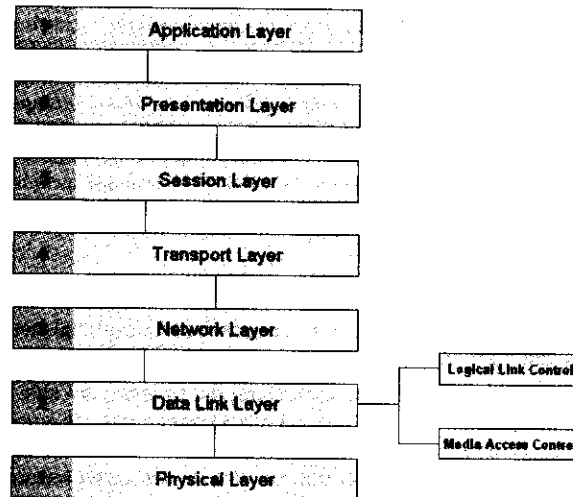 7 Application Layer
Presentation Layer
Session Layer
4 Transport Layer
Network Layer
Logical Link Control
Data Link Layer
Media Access Control
Physical Layer